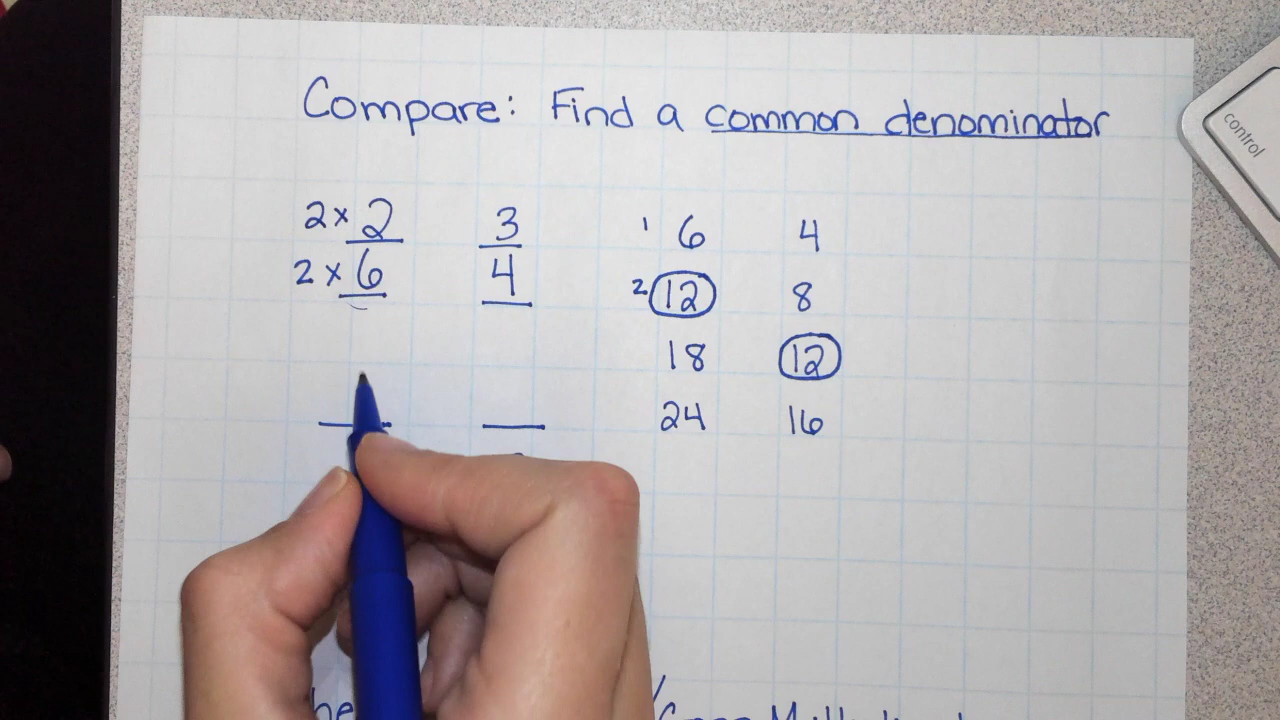 Compare: Find a common denominator
2 × 2 3 1 6 4
2 × 6 4 2 12 8
18 12
24 16
control